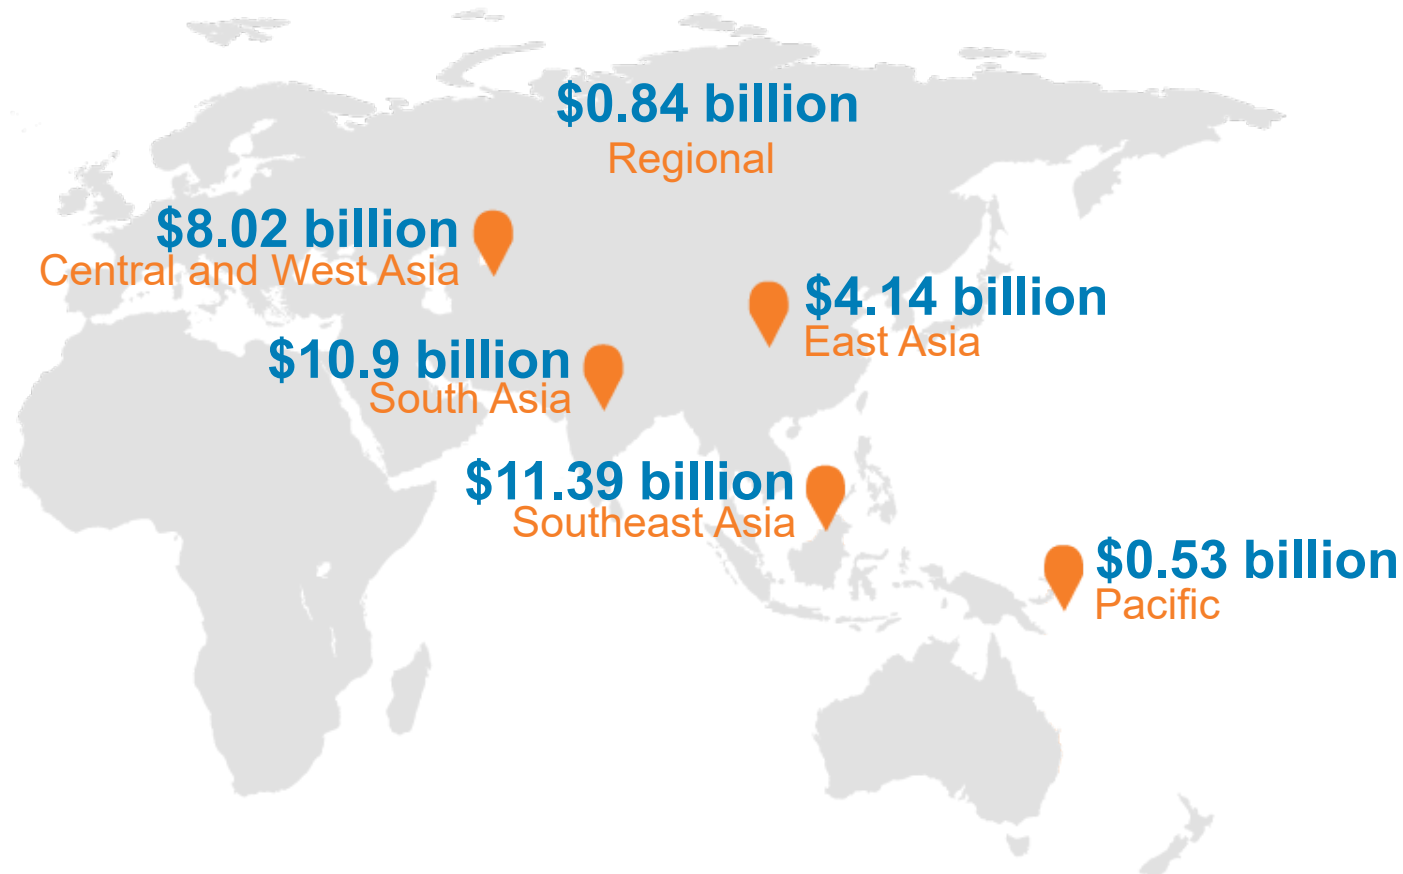 $0.84 billion
Regional
$8.02 billion
Central and West Asia
$4.14 billion
East Asia
$10.9 billion
South Asia
$11.39 billion
Southeast Asia
$0.53 billion
Pacific